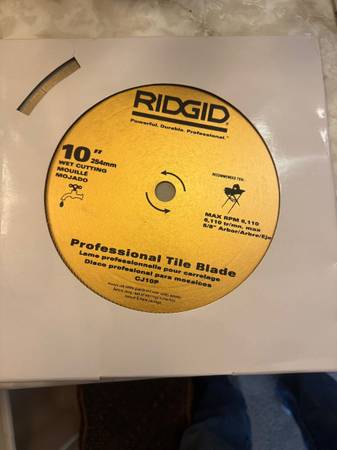 RIDGID
Powerful. Durable. Professional.
10"
254mm
WET CUTTING
MOUILLÉ
MOJADO
RECOMMENDED FOR:
MAX RPM 6,110
6,110 tr/mn, max
5/8" Arbor/Arbre/Eje
Professional Tile Blade
Lame professionnelle pour carrelage
Disco profesional para mosaicos
CJ10P